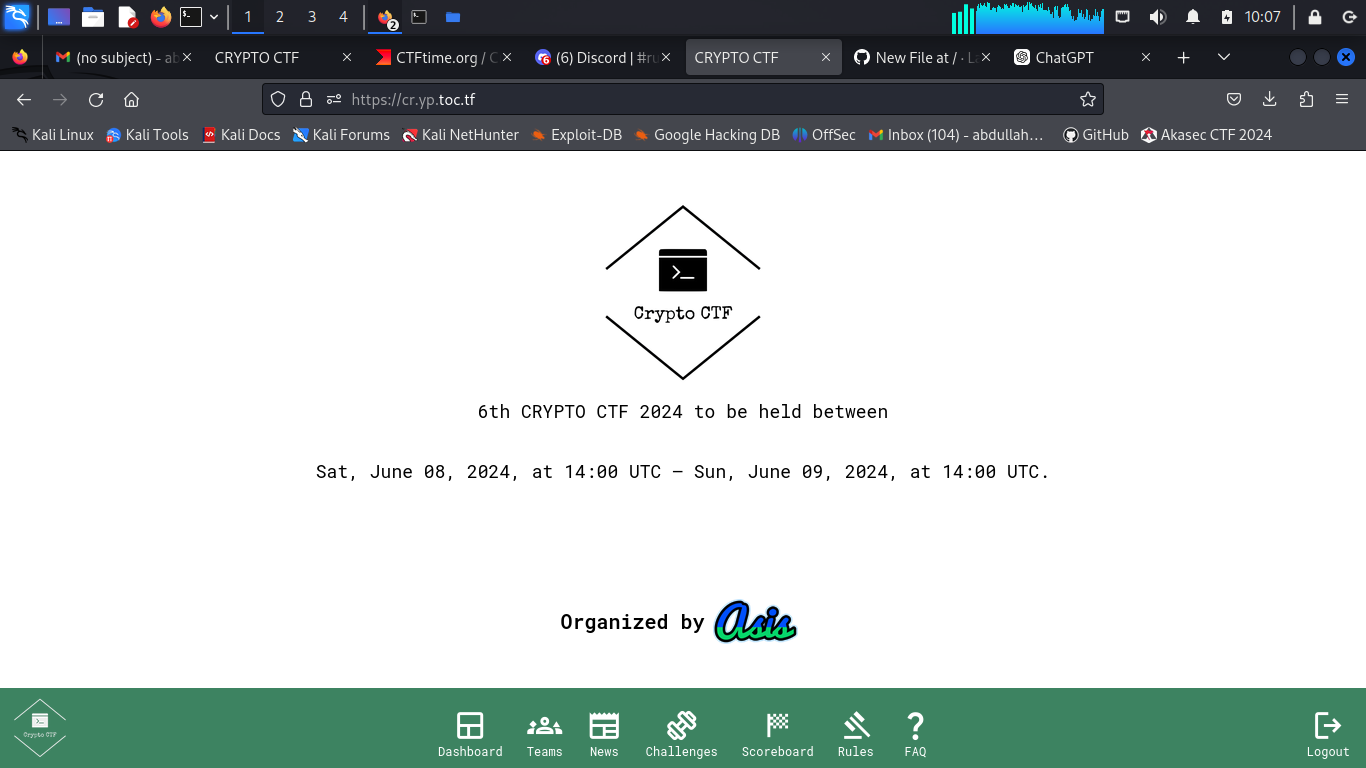 1 2 3 4 2 10:07
(no subject) - ab CRYPTO CTF CTFtime.org / C (6) Discord | #ru CRYPTO CTF New File at / · La ChatGPT
https://cr.yp.toc.tf
Kali Linux Kali Tools Kali Docs Kali Forums Kali NetHunter Exploit-DB Google Hacking DB OffSec Inbox (104) - abdullah… GitHub Akasec CTF 2024
Crypto CTF
6th CRYPTO CTF 2024 to be held between
Sat, June 08, 2024, at 14:00 UTC — Sun, June 09, 2024, at 14:00 UTC.
Organized by Asis
Crypto CTF
Dashboard Teams News Challenges Scoreboard Rules FAQ Logout